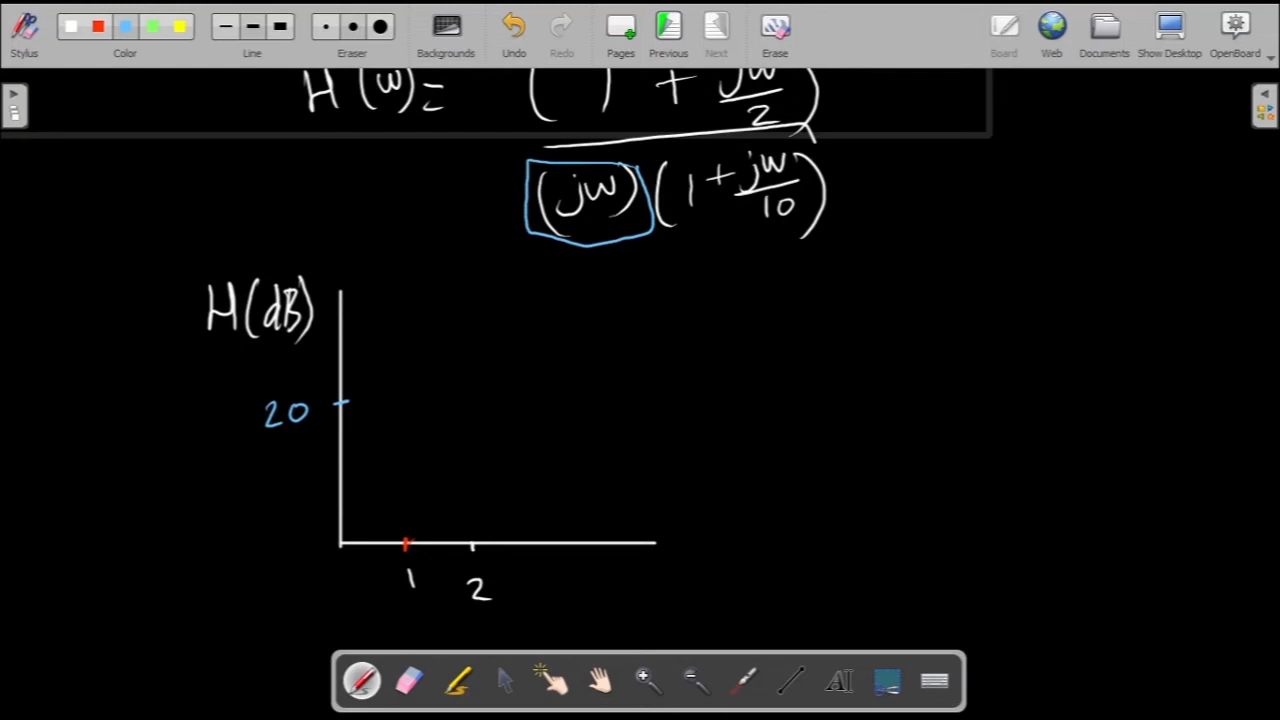 Stylus Color Line Eraser Backgrounds Undo Redo Pages Previous Next Erase Board Web Documents Show Desktop OpenBoard
H(w)= (1 + jw/2)
(jw)(1+jw/10)
H(dB)
20
1 2